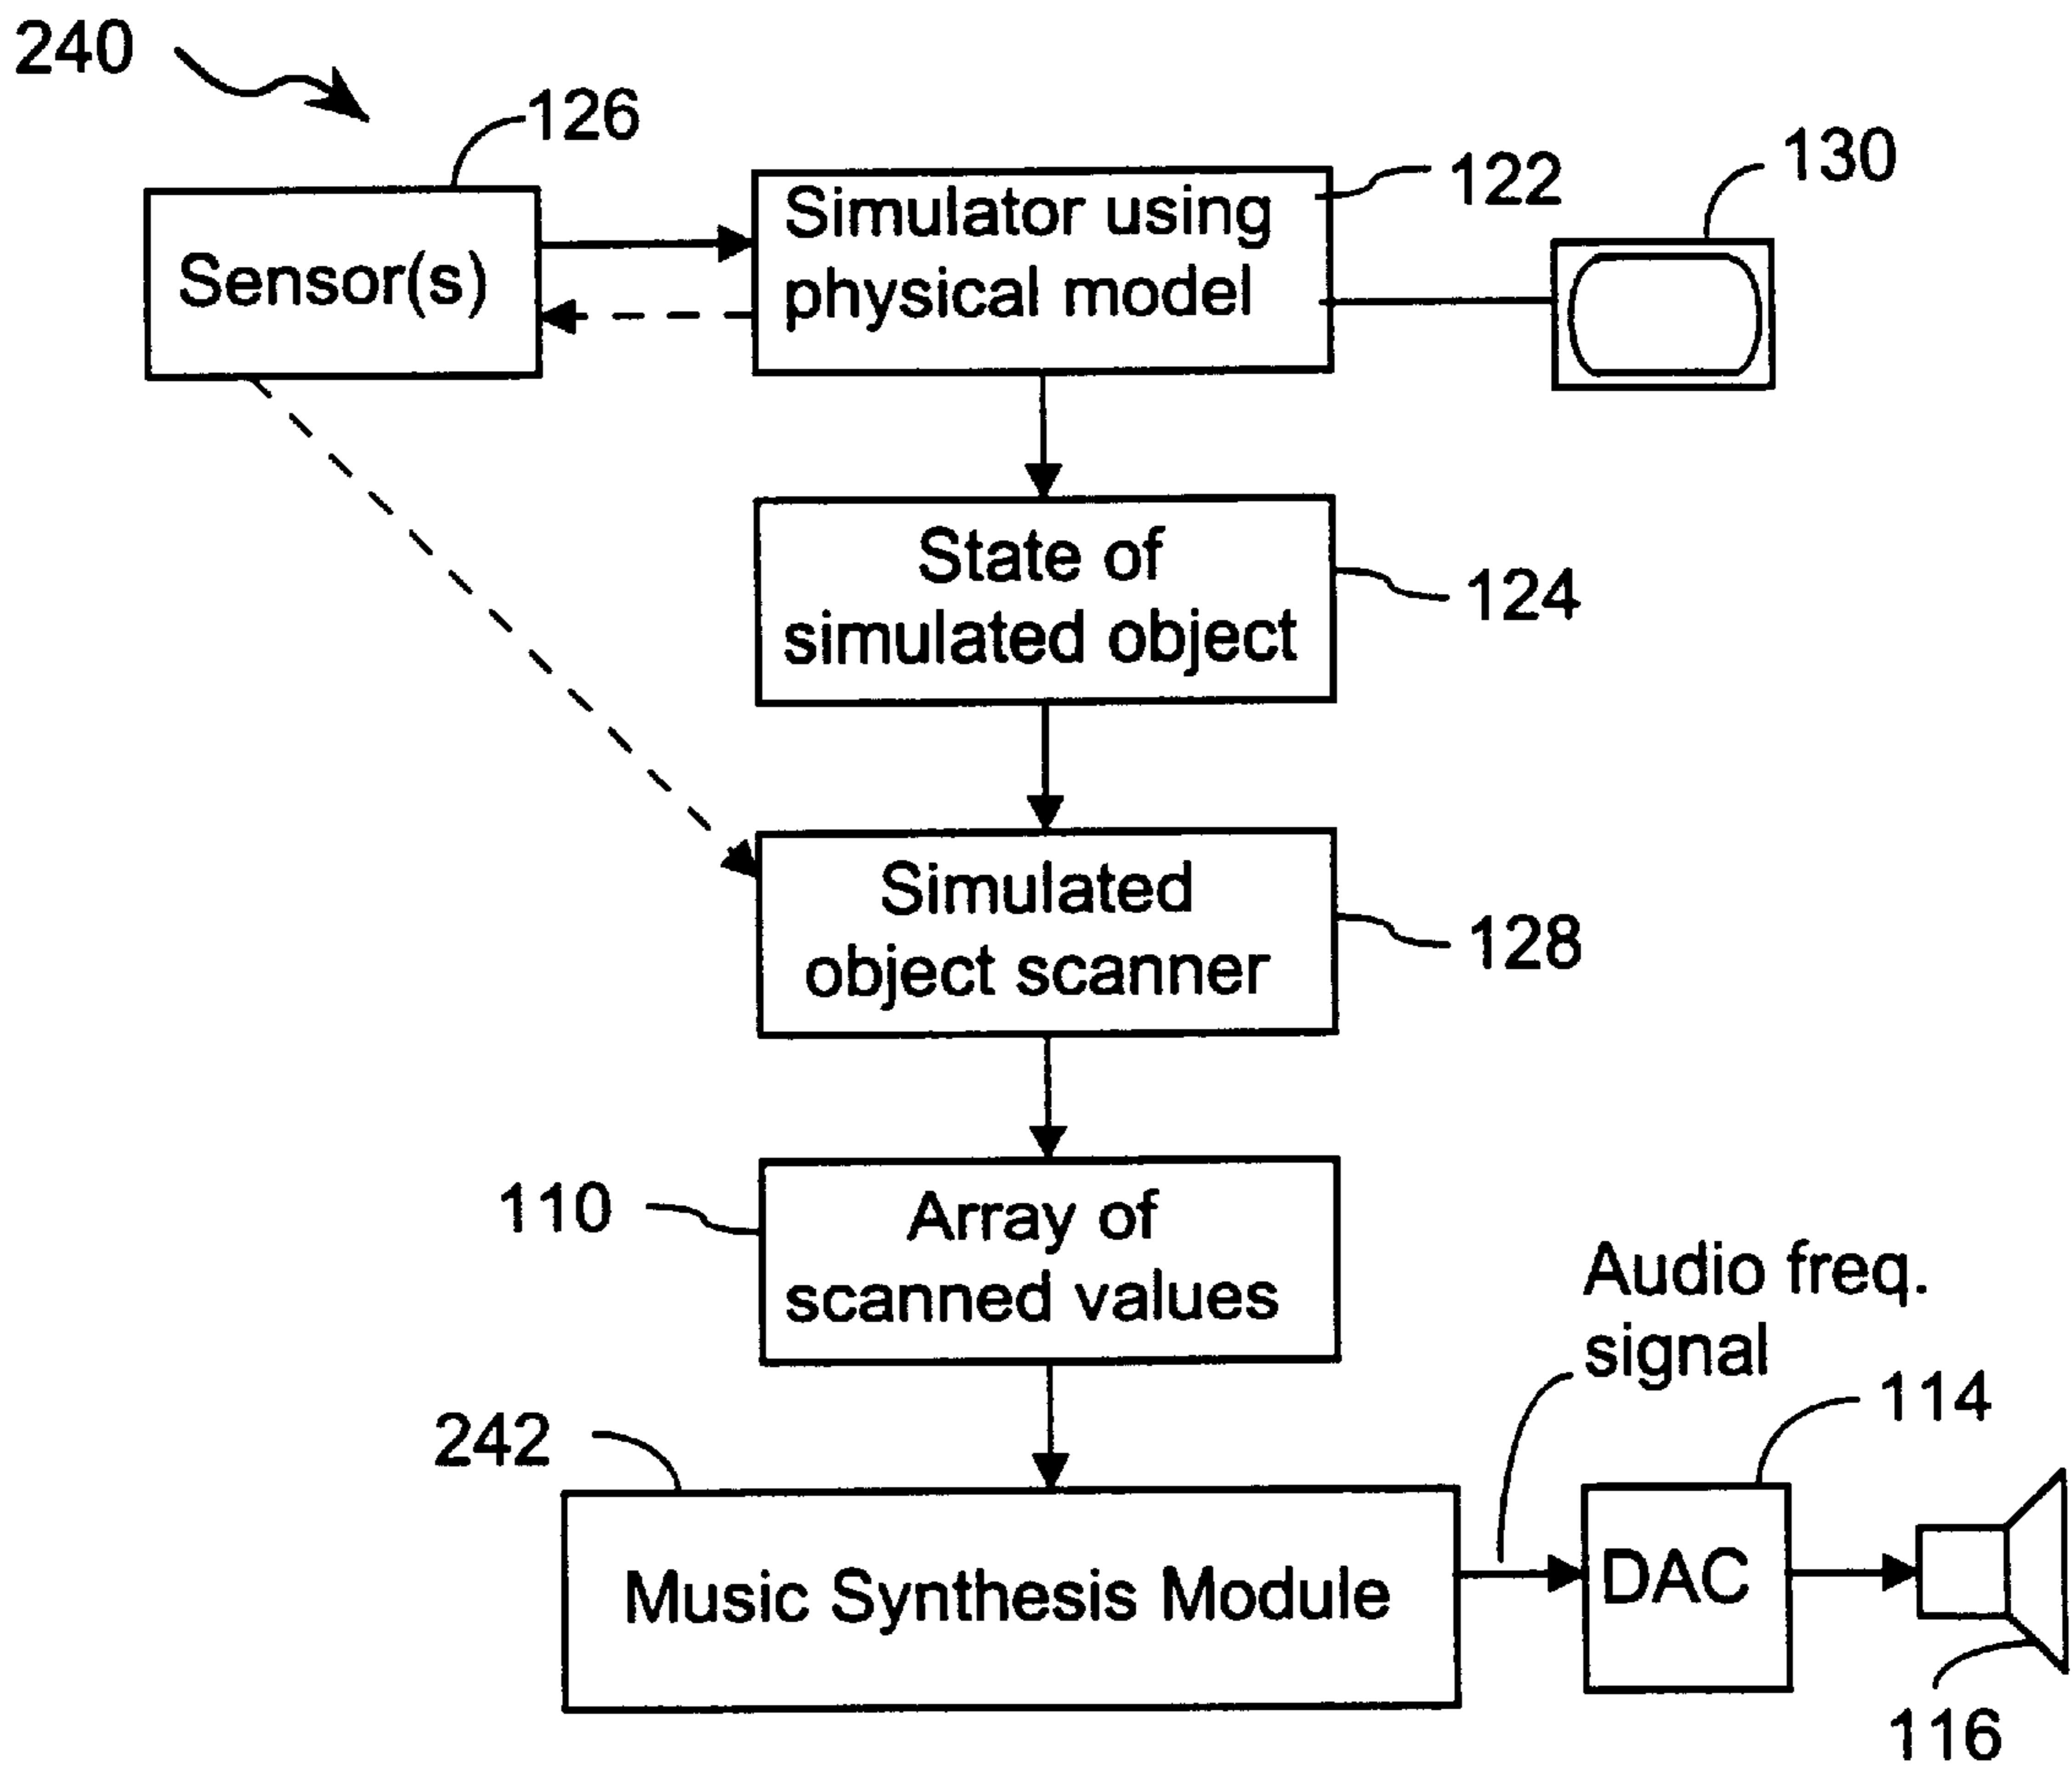 240
126
Sensor(s)
Simulator using
physical model
122
130
State of
simulated object
124
Simulated
object scanner
128
110
Array of
scanned values
Audio freq.
signal
242
114
Music Synthesis Module
DAC
116